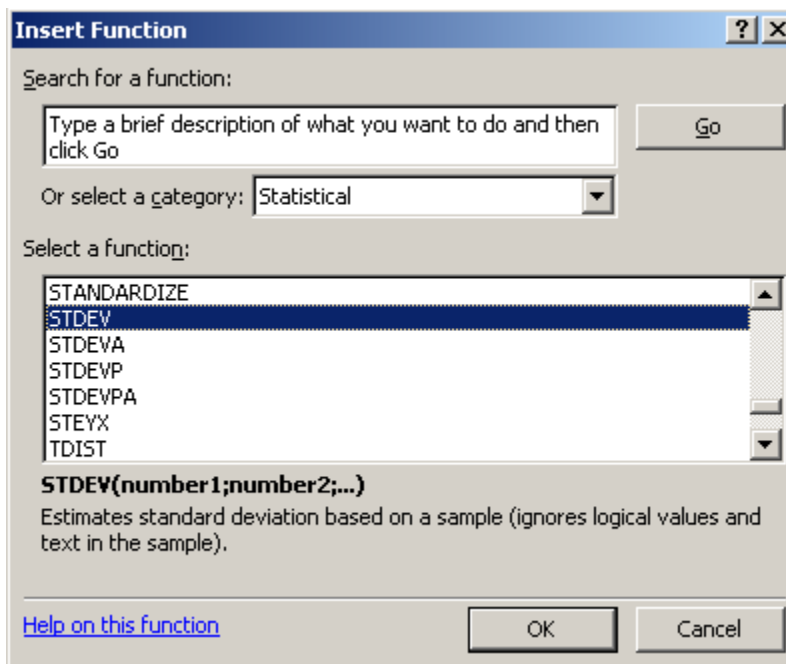 Insert Function
Search for a function:
Type a brief description of what you want to do and then
click Go
Go
Or select a category: Statistical
Select a function:
STANDARDIZE
STDEV
STDEVA
STDEVP
STDEVPA
STEYX
TDIST
STDEV(number1;number2;...)
Estimates standard deviation based on a sample (ignores logical values and
text in the sample).
Help on this function
OK
Cancel